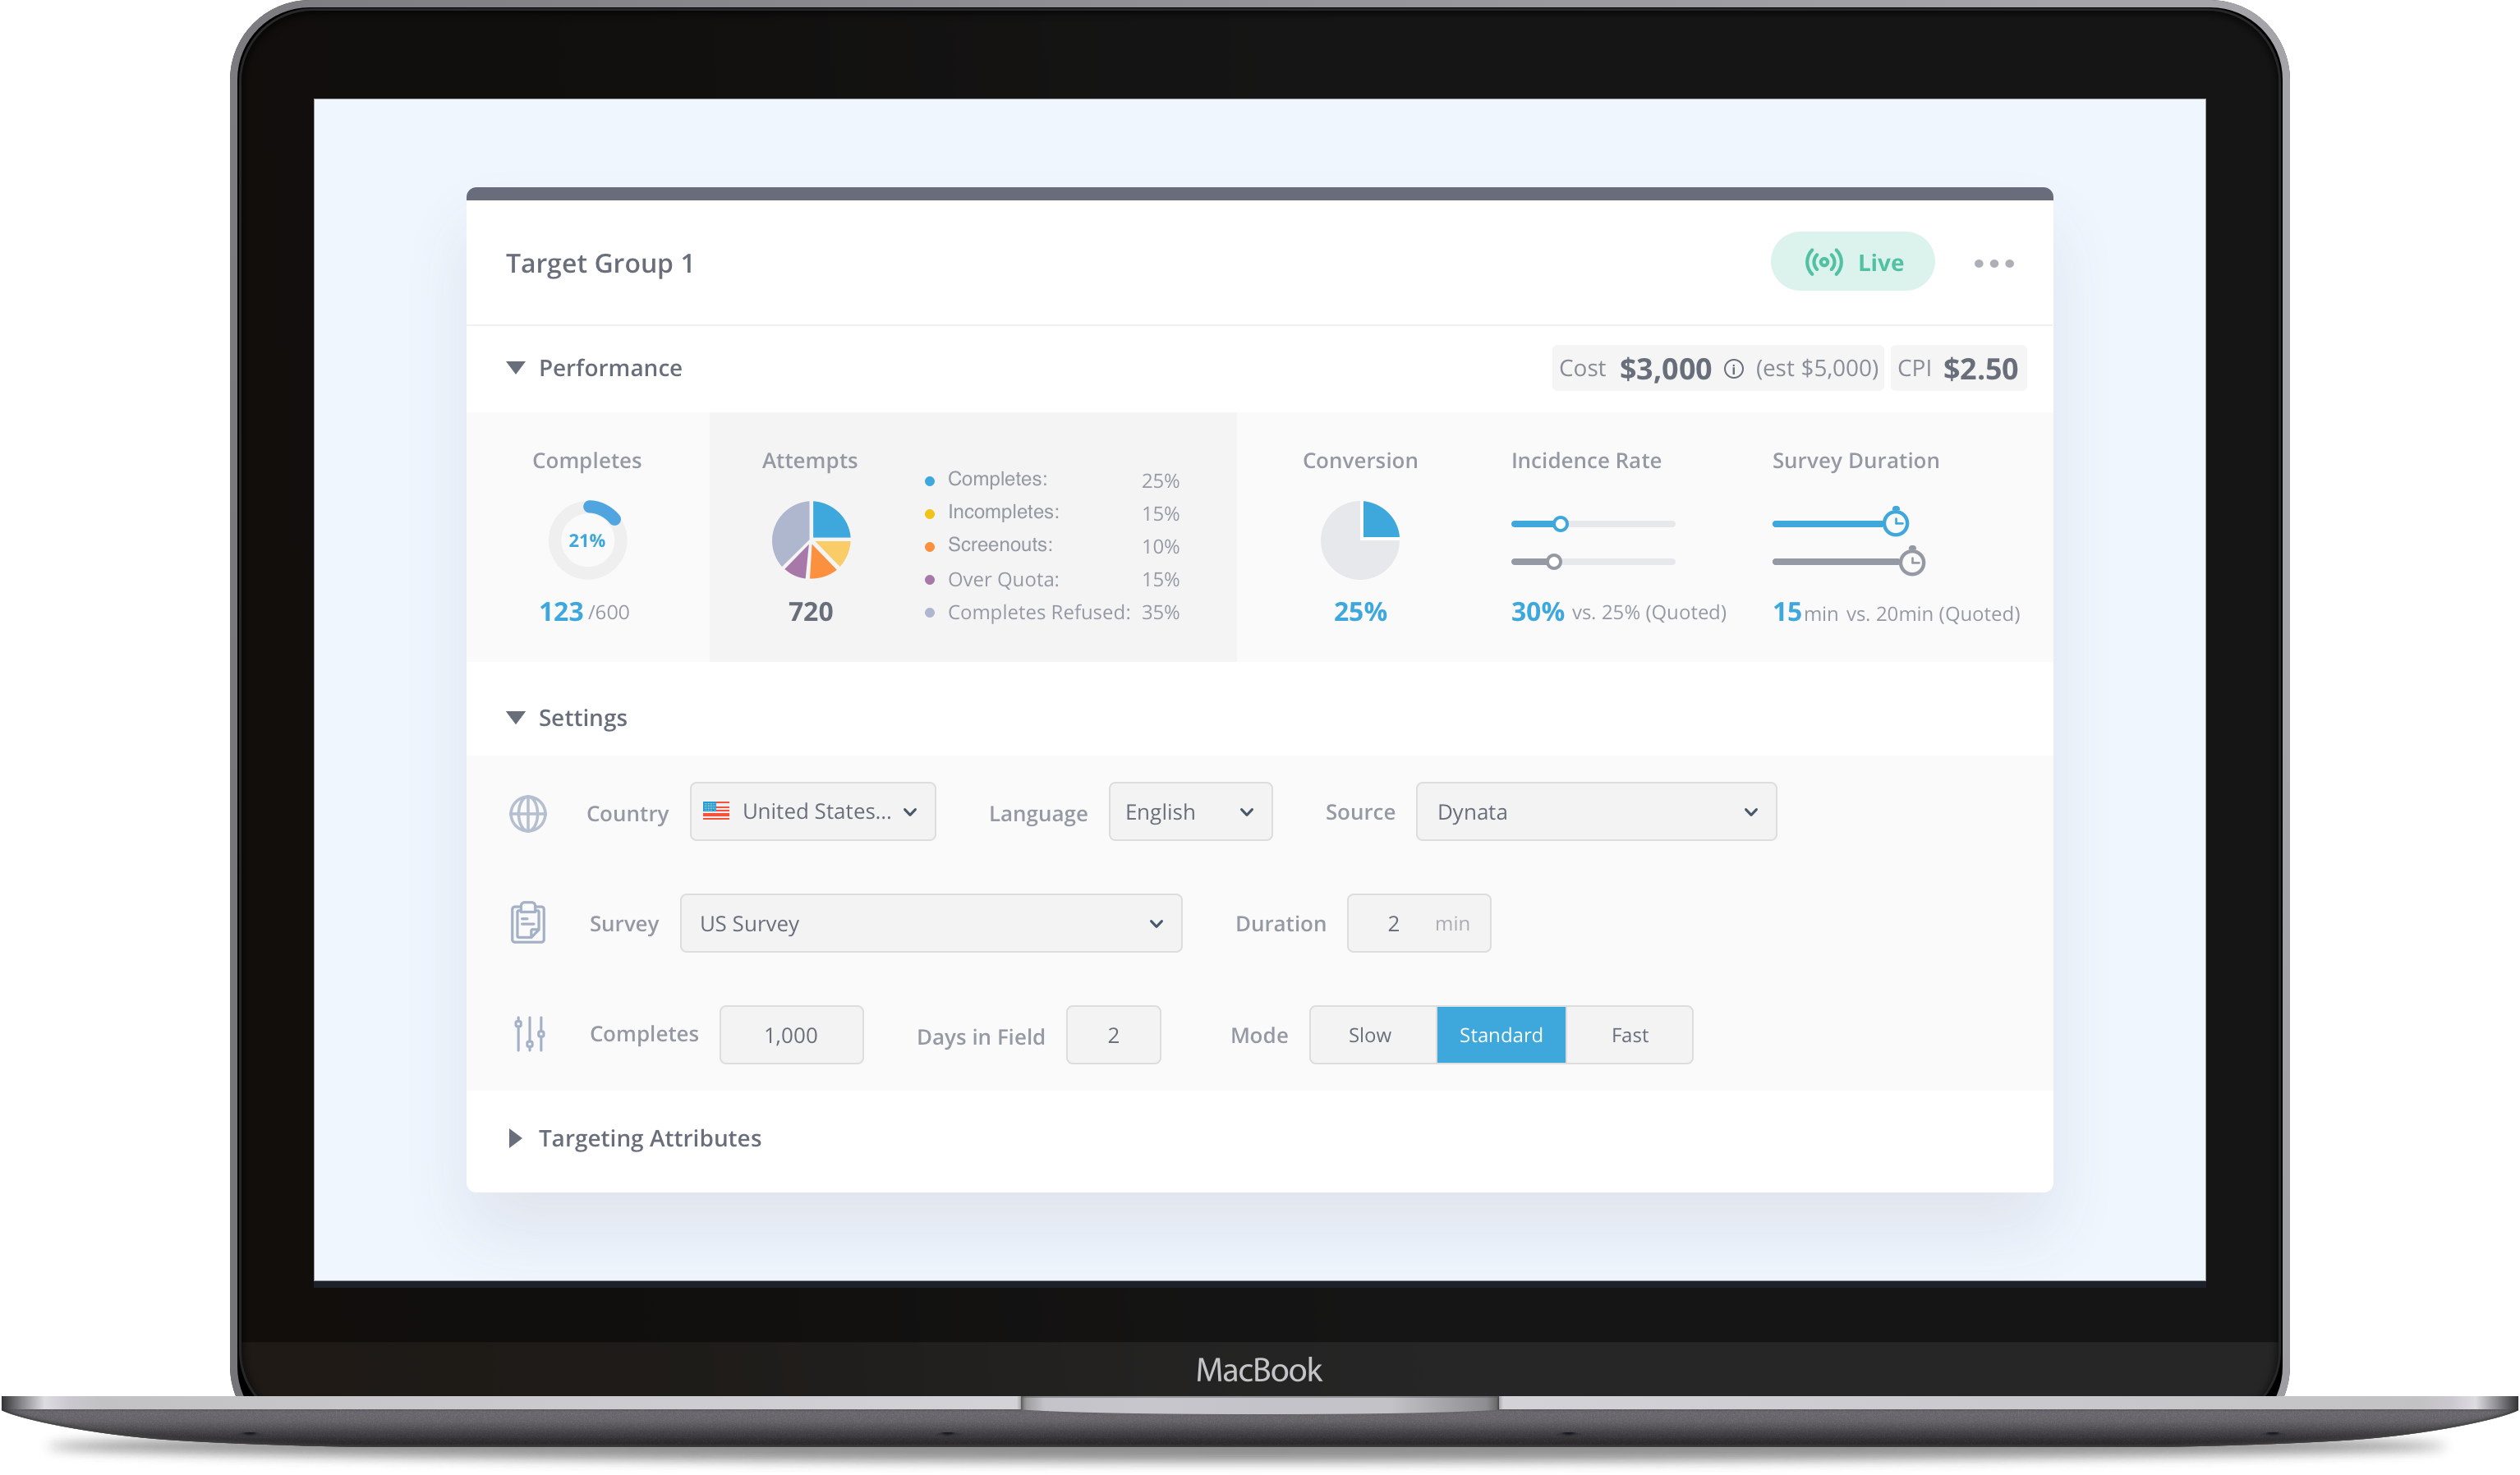 Target Group 1
Live
Performance
Cost $3,000 (est $5,000) CPI $2.50
Completes
21%
123 /600
Attempts
720
Completes: 25%
Incompletes: 15%
Screenouts: 10%
Over Quota: 15%
Completes Refused: 35%
Conversion
25%
Incidence Rate
30% vs. 25% (Quoted)
Survey Duration
15min vs. 20min (Quoted)
Settings
Country United States... Language English Source Dynata
Survey US Survey Duration 2 min
Completes 1,000 Days in Field 2 Mode Slow Standard Fast
Targeting Attributes
MacBook